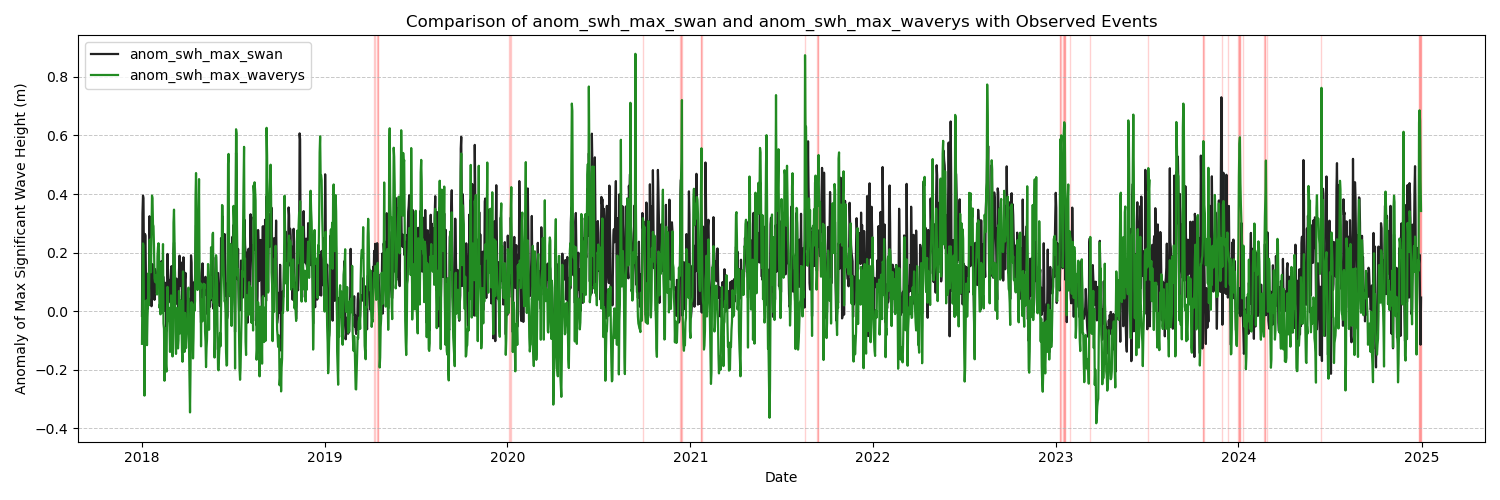 Comparison of anom_swh_max_swan and anom_swh_max_waverys with Observed Events
anom_swh_max_swan
anom_swh_max_waverys
Anomaly of Max Significant Wave Height (m)
0.8
0.6
0.4
0.2
0.0
−0.2
−0.4
2018 2019 2020 2021 2022 2023 2024 2025
Date